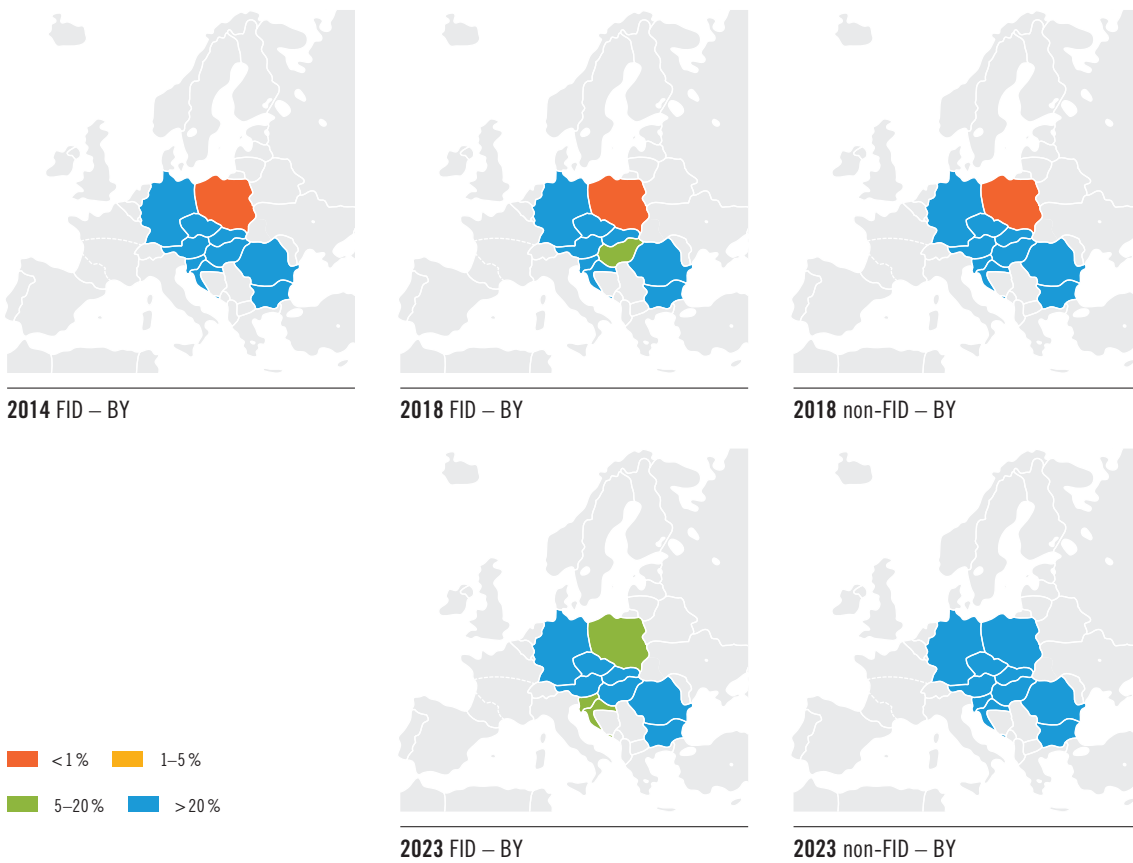 2014 FID – BY
2018 FID – BY
2018 non-FID – BY
<1 %
1–5 %
5–20 %
>20 %
2023 FID – BY
2023 non-FID – BY